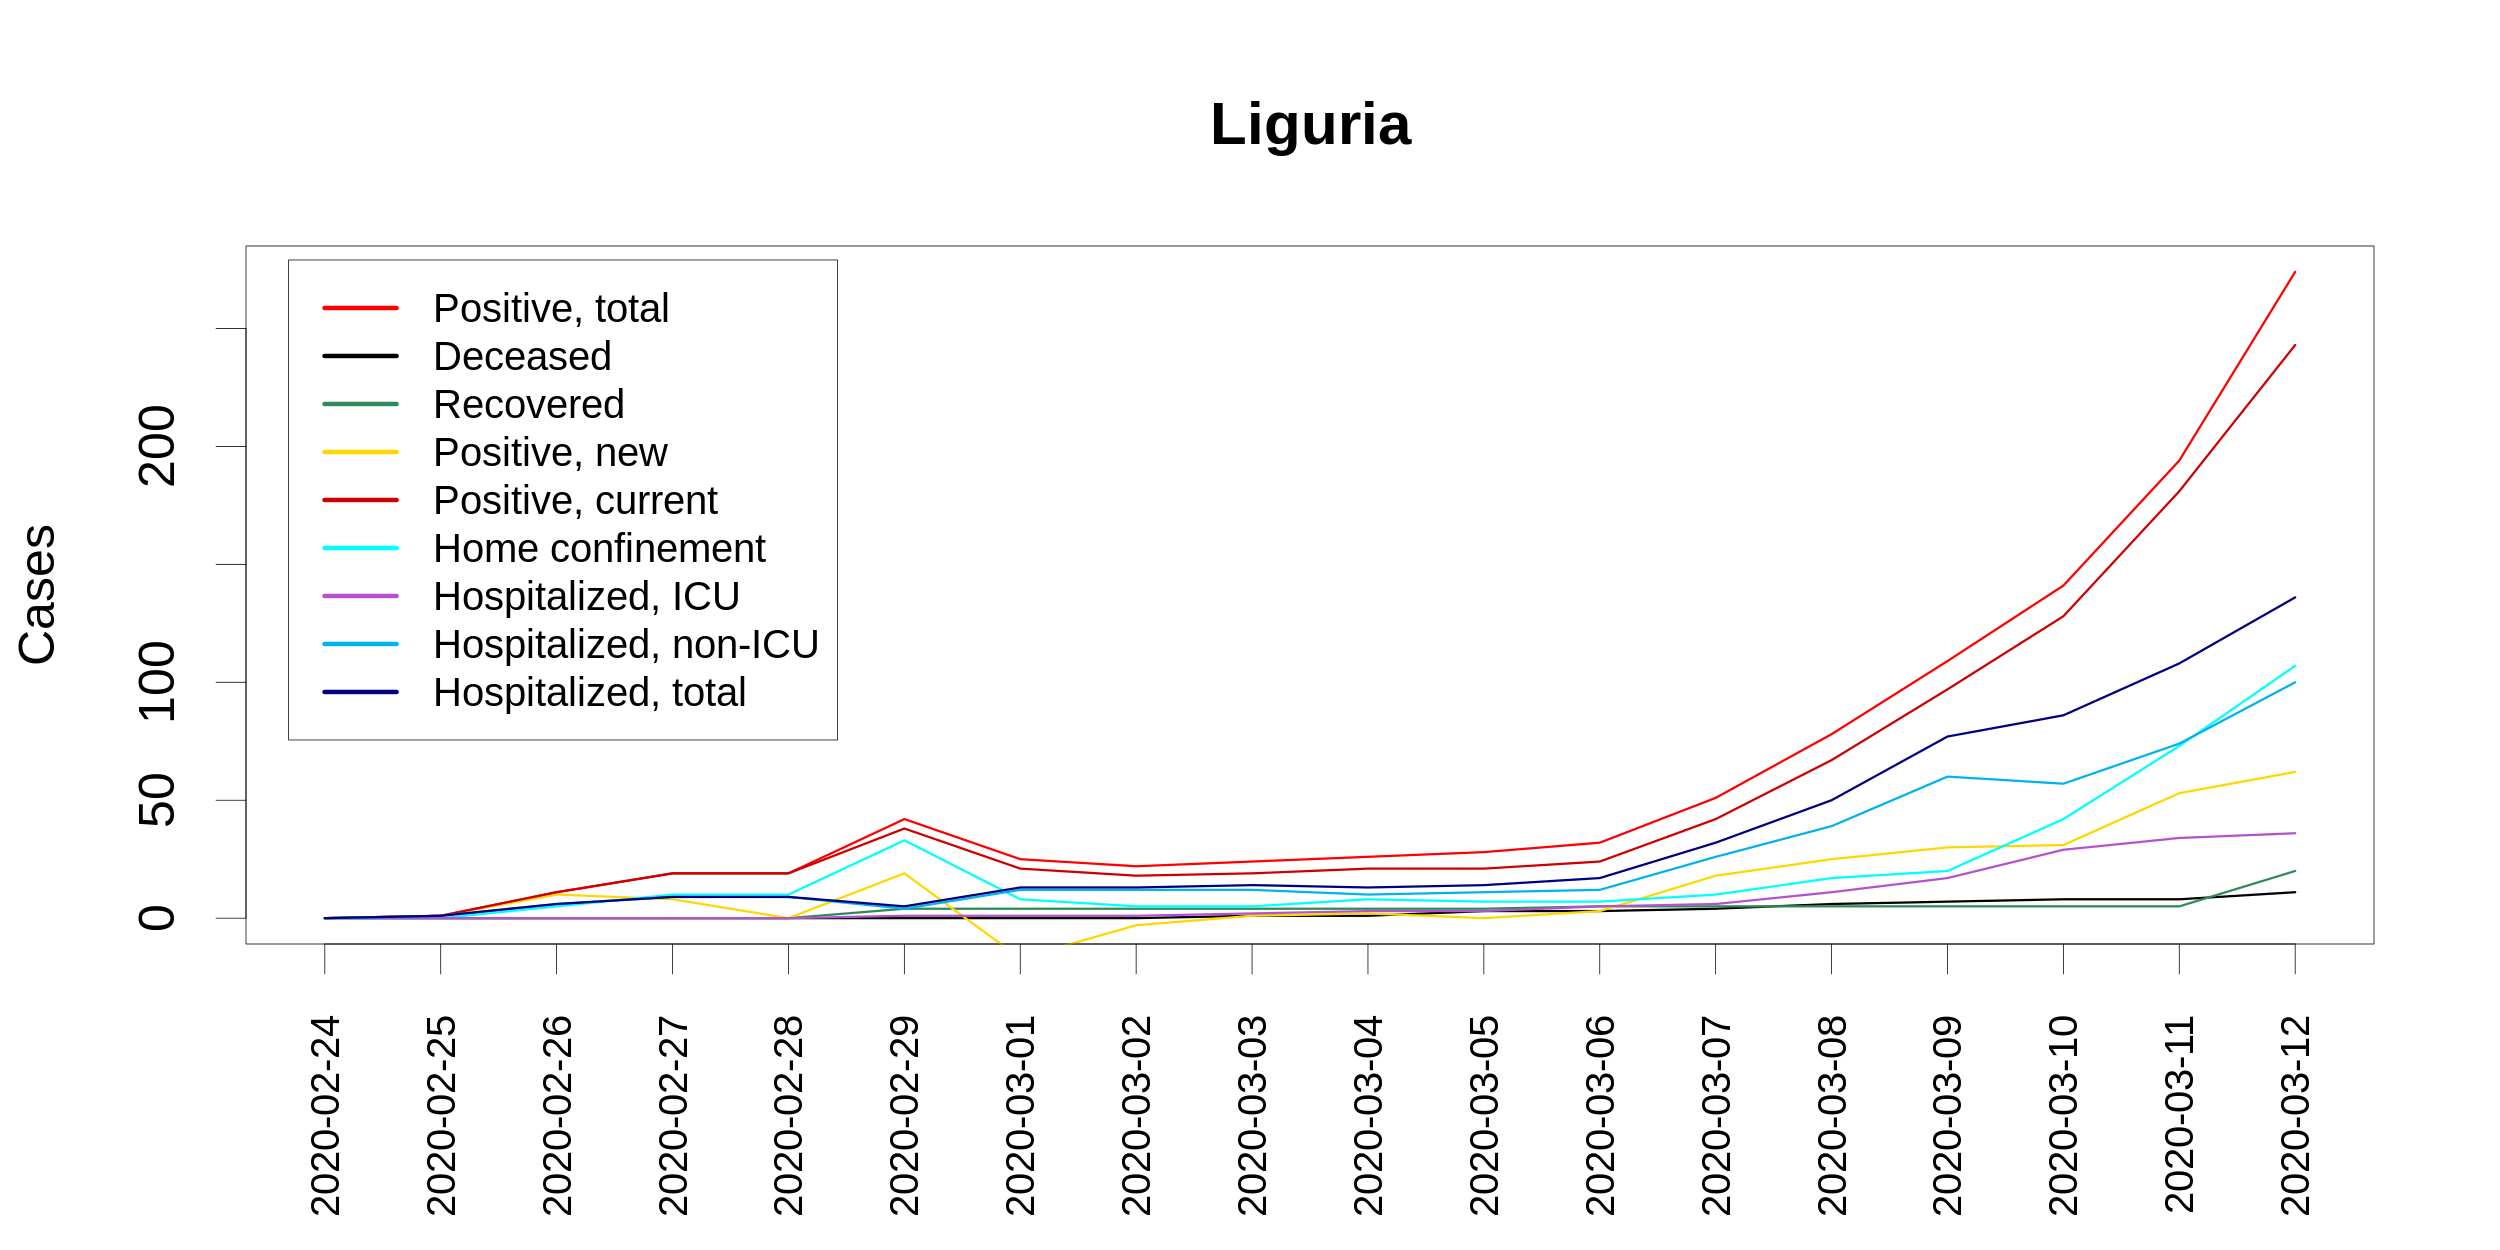 Liguria
Cases
200
100
50
0
Positive, total
Deceased
Recovered
Positive, new
Positive, current
Home confinement
Hospitalized, ICU
Hospitalized, non-ICU
Hospitalized, total
2020-02-24
2020-02-25
2020-02-26
2020-02-27
2020-02-28
2020-02-29
2020-03-01
2020-03-02
2020-03-03
2020-03-04
2020-03-05
2020-03-06
2020-03-07
2020-03-08
2020-03-09
2020-03-10
2020-03-11
2020-03-12